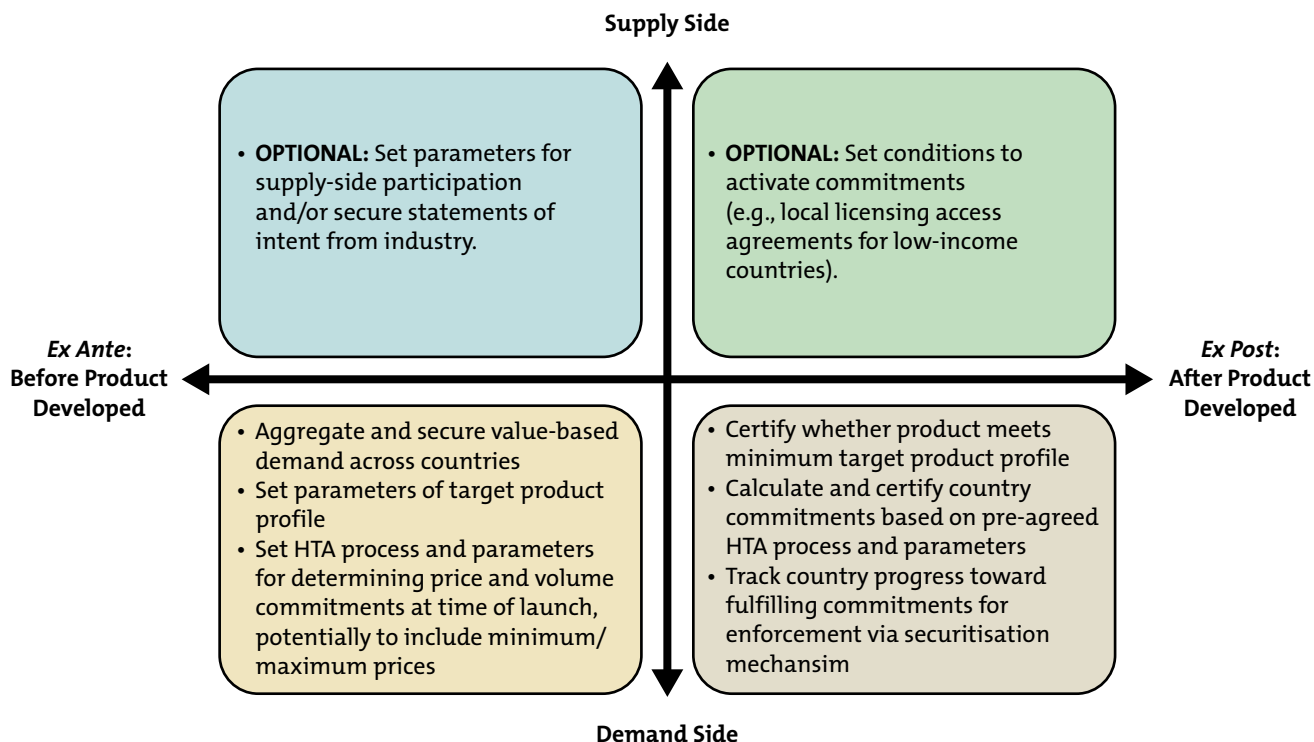 Supply Side
• OPTIONAL: Set parameters for
supply-side participation
and/or secure statements of
intent from industry.
• OPTIONAL: Set conditions to
activate commitments
(e.g., local licensing access
agreements for low-income
countries).
Ex Ante:
Before Product
Developed
Ex Post:
After Product
Developed
• Aggregate and secure value-based
demand across countries
• Set parameters of target product
profile
• Set HTA process and parameters
for determining price and volume
commitments at time of launch,
potentially to include minimum/
maximum prices
• Certify whether product meets
minimum target product profile
• Calculate and certify country
commitments based on pre-agreed
HTA process and parameters
• Track country progress toward
fulfilling commitments for
enforcement via securitisation
mechansim
Demand Side